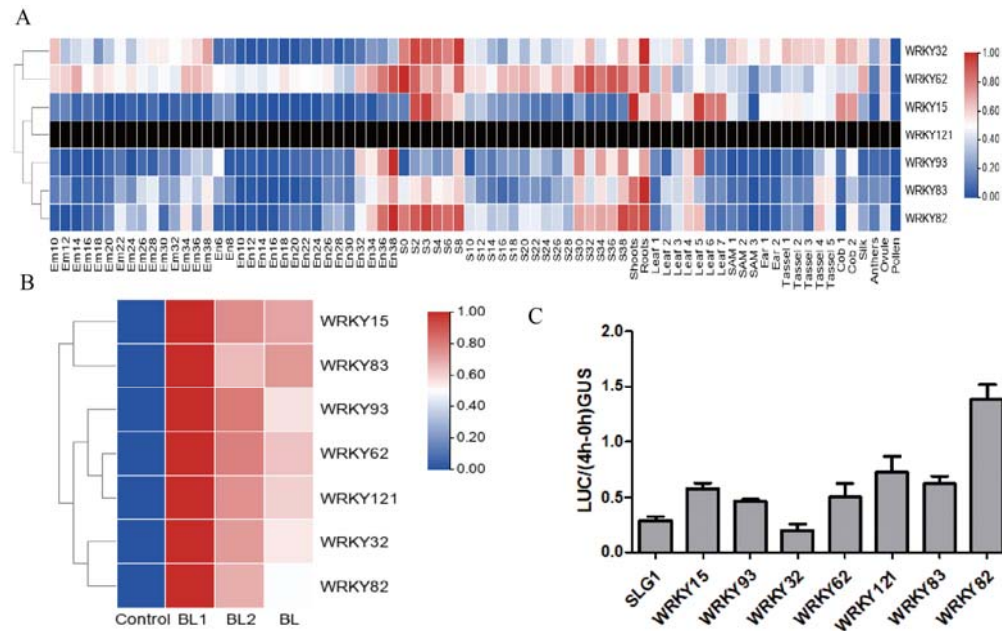 A
WRKY32
WRKY62
WRKY15
WRKY121
WRKY93
WRKY83
WRKY82
1.00
0.80
0.60
0.40
0.20
0.00
Em10
Em12
Em14
Em16
Em18
Em20
Em22
Em24
Em26
Em28
Em30
Em32
Em34
Em36
Em38
En6
En8
En10
En12
En14
En16
En18
En20
En22
En24
En26
En28
En30
En32
En34
En36
En38
S0
S2
S3
S4
S6
S8
S10
S12
S14
S16
S18
S20
S22
S24
S26
S28
S30
S32
S34
S36
S38
Shoots
Roots
Leaf 1
Leaf 2
Leaf 3
Leaf 4
Leaf 5
Leaf 6
Leaf 7
SAM 1
SAM 2
SAM 3
Ear 1
Ear 2
Tassel 1
Tassel 2
Tassel 3
Tassel 4
Tassel 5
Cob 1
Cob 2
Silk
Anthers
Ovule
Pollen
B
WRKY15
WRKY83
WRKY93
WRKY62
WRKY121
WRKY32
WRKY82
Control BL1 BL2 BL
1.00
0.80
0.60
0.40
0.20
0.00
C
LUC/(4h-0h)GUS
2.0
1.5
1.0
0.5
0.0
SLG1
WRKY15
WRKY93
WRKY32
WRKY62
WRKY121
WRKY83
WRKY82